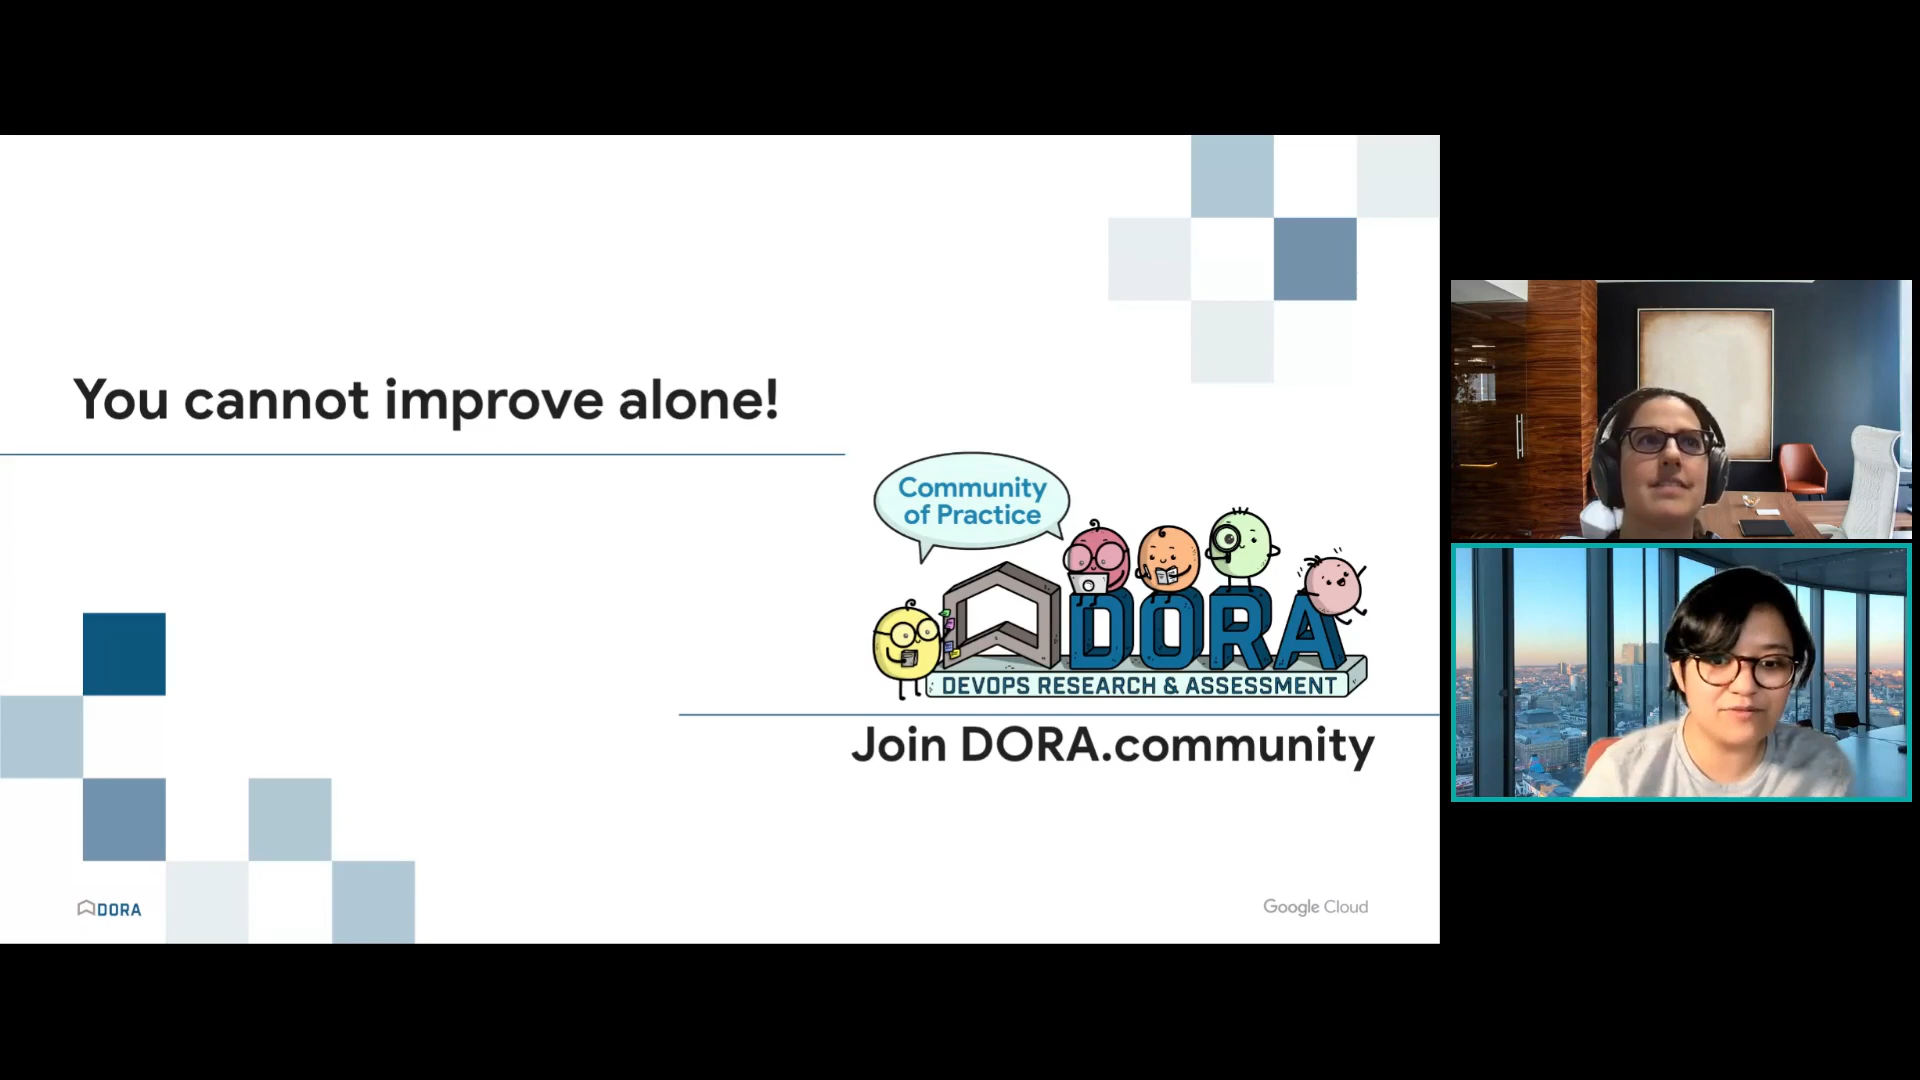 You cannot improve alone!
Community
of Practice
DORA
DEVOPS RESEARCH & ASSESSMENT
Join DORA.community
DORA
Google Cloud